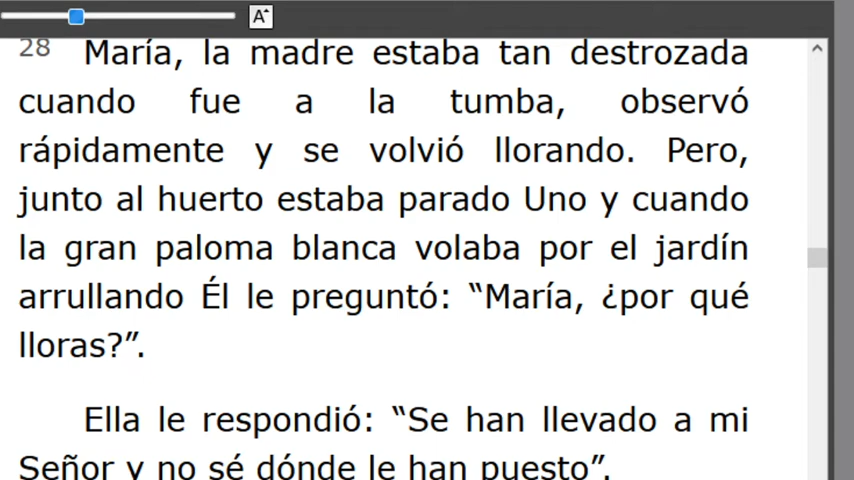 A
28 María, la madre estaba tan destrozada
cuando fue a la tumba, observó
rápidamente y se volvió llorando. Pero,
junto al huerto estaba parado Uno y cuando
la gran paloma blanca volaba por el jardín
arrullando Él le preguntó: “María, ¿por qué
lloras?”.
Ella le respondió: “Se han llevado a mi
Señor y no sé dónde le han puesto”.